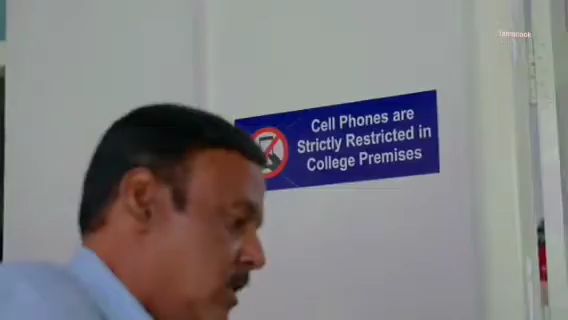 Cell Phones are
Strictly Restricted in
College Premises